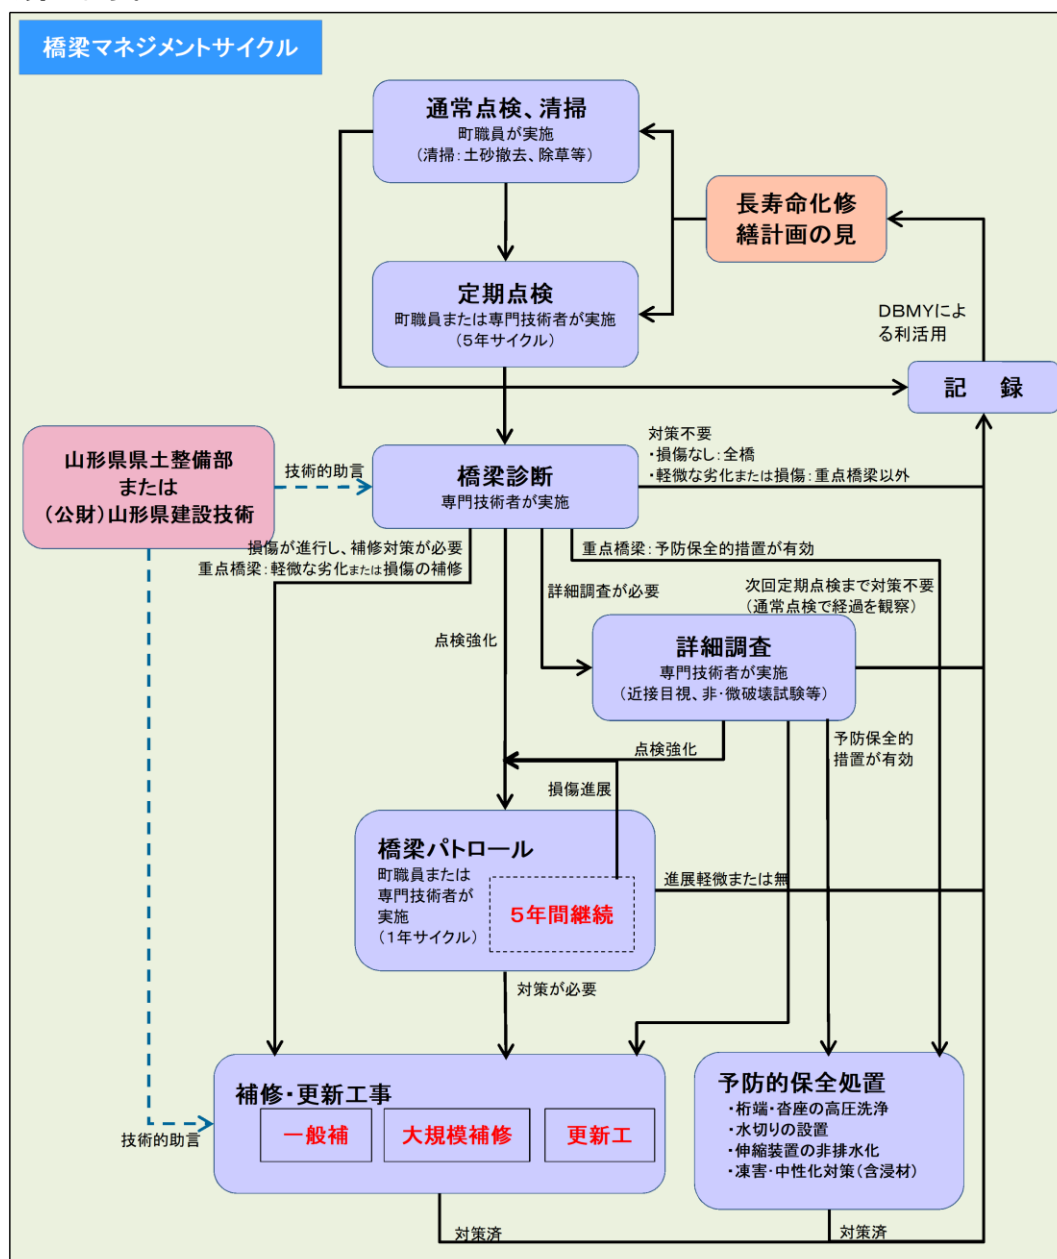 橋梁マネジメントサイクル
通常点検、清掃
町職員が実施
(清掃:土砂撤去、除草等)
長寿命化修
繕計画の見
定期点検
町職員または専門技術者が実施
(5年サイクル)
DBMYによ
る利活用
記 録
山形県県土整備部
または
(公財)山形県建設技術
技術的助言
橋梁診断
専門技術者が実施
対策不要
・損傷なし:全橋
・軽微な劣化または損傷:重点橋梁以外
損傷が進行し、補修対策が必要
重点橋梁:軽微な劣化または損傷の補修
重点橋梁:予防保全的措置が有効
詳細調査が必要
次回定期点検まで対策不要
(通常点検で経過を観察)
点検強化
詳細調査
専門技術者が実施
(近接目視、非・微破壊試験等)
点検強化
予防保全的
措置が有効
損傷進展
橋梁パトロール
町職員または
専門技術者が
実施
(1年サイクル)
5年間継続
進展軽微または無
対策が必要
補修・更新工事
一般補
大規模補修
更新工
技術的助言
予防的保全処置
・桁端・沓座の高圧洗浄
・水切りの設置
・伸縮装置の非排水化
・凍害・中性化対策(含浸材)
対策済
対策済